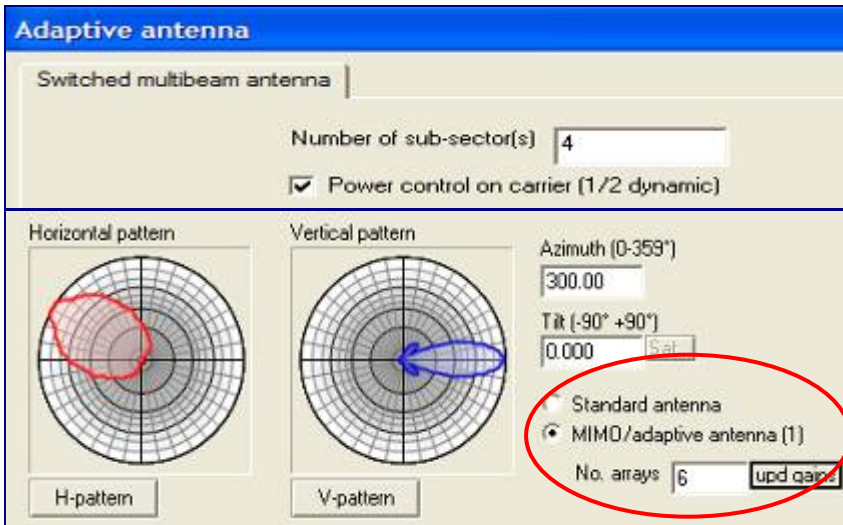 Adaptive antenna
Switched multibeam antenna
Number of sub-sector(s) 4
Power control on carrier (1/2 dynamic)
Horizontal pattern
Vertical pattern
Azimuth (0-359°)
300.00
Tilt (-90° +90°)
0.000 Sat...
Standard antenna
MIMO/adaptive antenna (1)
No. arrays 6 upd gains
H-pattern
V-pattern